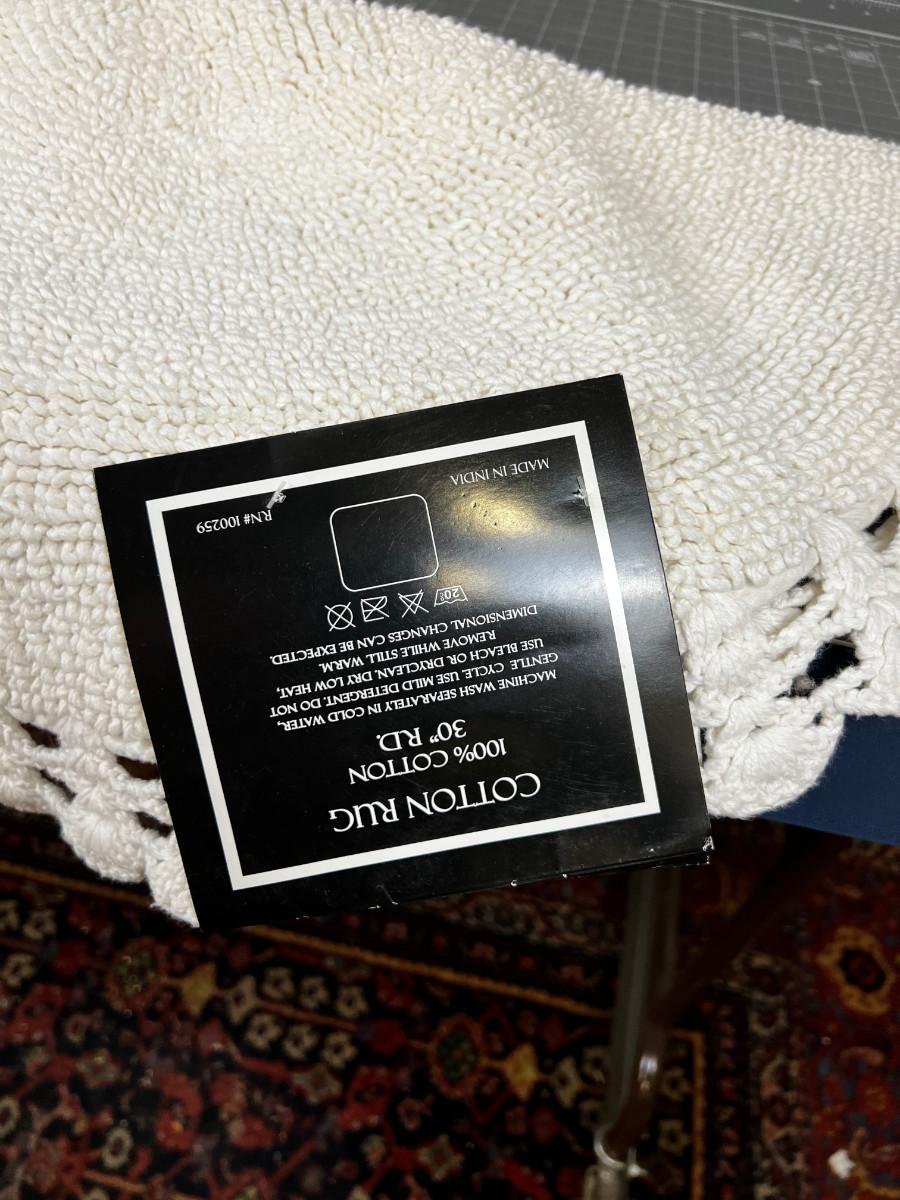 COTTON RUG
100% COTTON
30” RD.
MACHINE WASH SEPARATELY IN COLD WATER,
GENTLE CYCLE. USE MILD DETERGENT. DO NOT
USE BLEACH OR DRYCLEAN. DRY LOW HEAT,
REMOVE WHILE STILL WARM.
DIMENSIONAL CHANGES CAN BE EXPECTED.
20°
MADE IN INDIA
RN# 100259